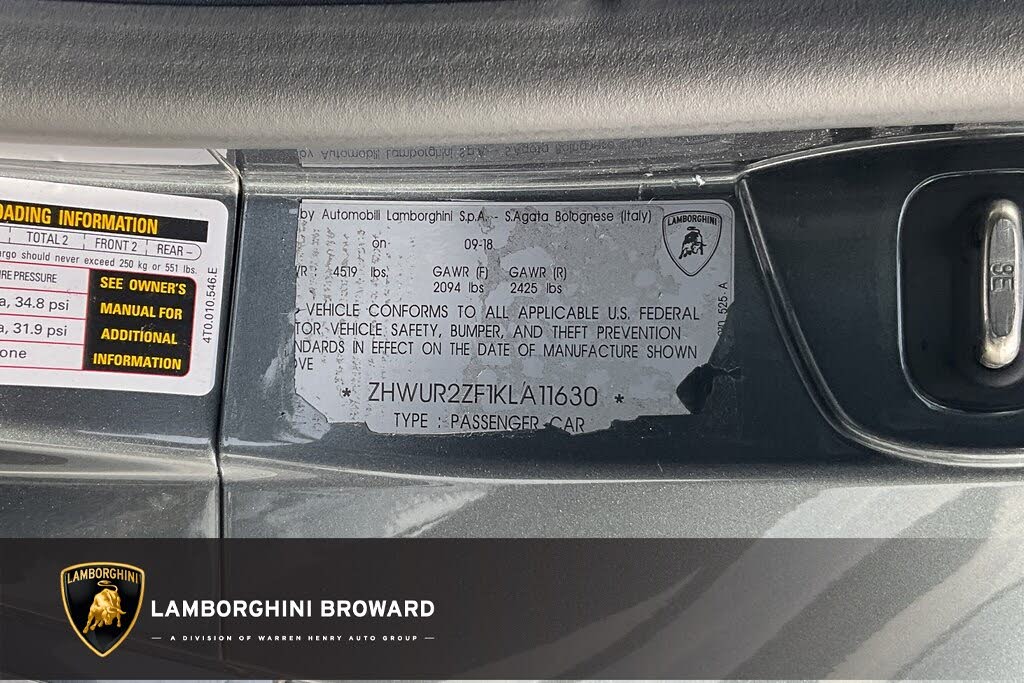 OADING INFORMATION
TOTAL 2 FRONT 2 REAR -
argo should never exceed 250 kg or 551 lbs.
RE PRESSURE
a, 34.8 psi
a, 31.9 psi
one
SEE OWNER'S
MANUAL FOR
ADDITIONAL
INFORMATION
4T0.010.546.E
by Automobili Lamborghini S.p.A. - S.Agata Bolognese (Italy)
on 09-18
VR : 4519 lbs. GAWR (F) GAWR (R)
2094 lbs 2425 lbs
VEHICLE CONFORMS TO ALL APPLICABLE U.S. FEDERAL
TOR VEHICLE SAFETY, BUMPER, AND THEFT PREVENTION
NDARDS IN EFFECT ON THE DATE OF MANUFACTURE SHOWN
OVE
* ZHWUR2ZF1KLA11630 *
TYPE : PASSENGER CAR
LAMBORGHINI
525 A
LAMBORGHINI
LAMBORGHINI BROWARD
— A DIVISION OF WARREN HENRY AUTO GROUP —